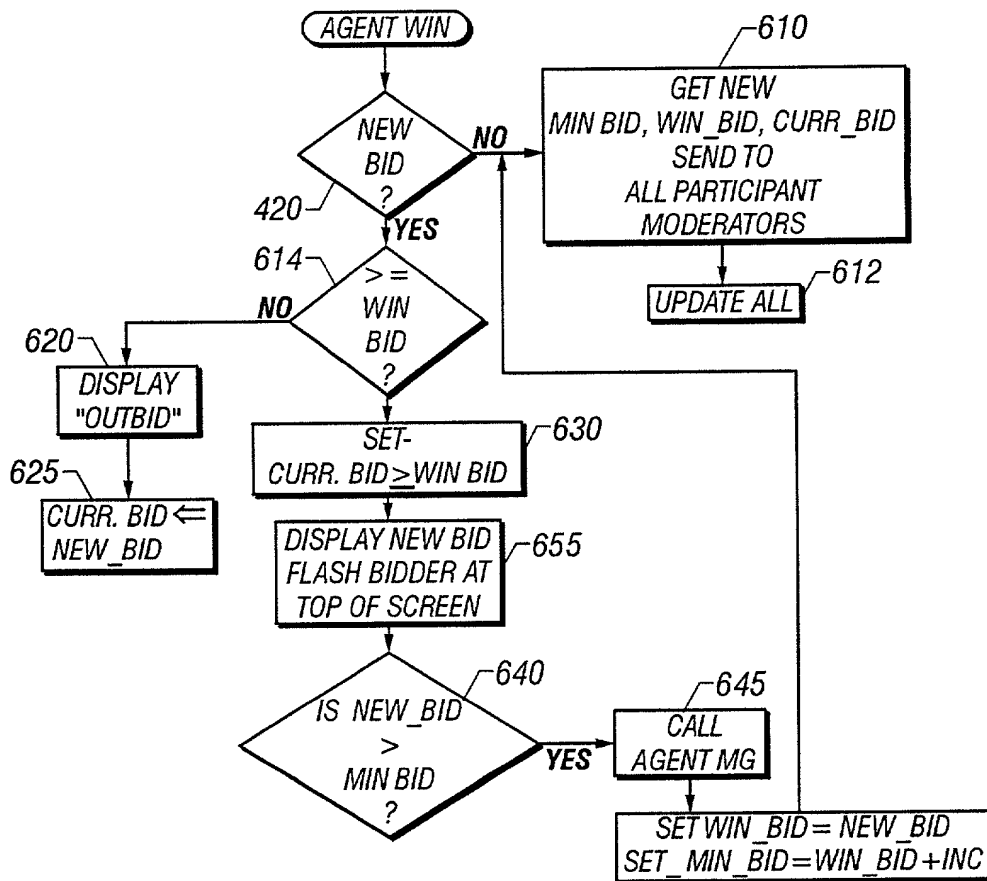 AGENT WIN
610
NEW
BID
?
420
NO
YES
GET NEW
MIN BID, WIN_BID, CURR_BID
SEND TO
ALL PARTICIPANT
MODERATORS
614
> =
WIN
BID
?
NO
612
UPDATE ALL
620
DISPLAY
"OUTBID"
630
SET-
CURR. BID ≥ WIN BID
625
CURR. BID ⇐
NEW_BID
655
DISPLAY NEW BID
FLASH BIDDER AT
TOP OF SCREEN
640
IS NEW_BID
>
MIN BID
?
YES
645
CALL
AGENT MG
SET WIN_BID = NEW_BID
SET_MIN_BID=WIN_BID+INC